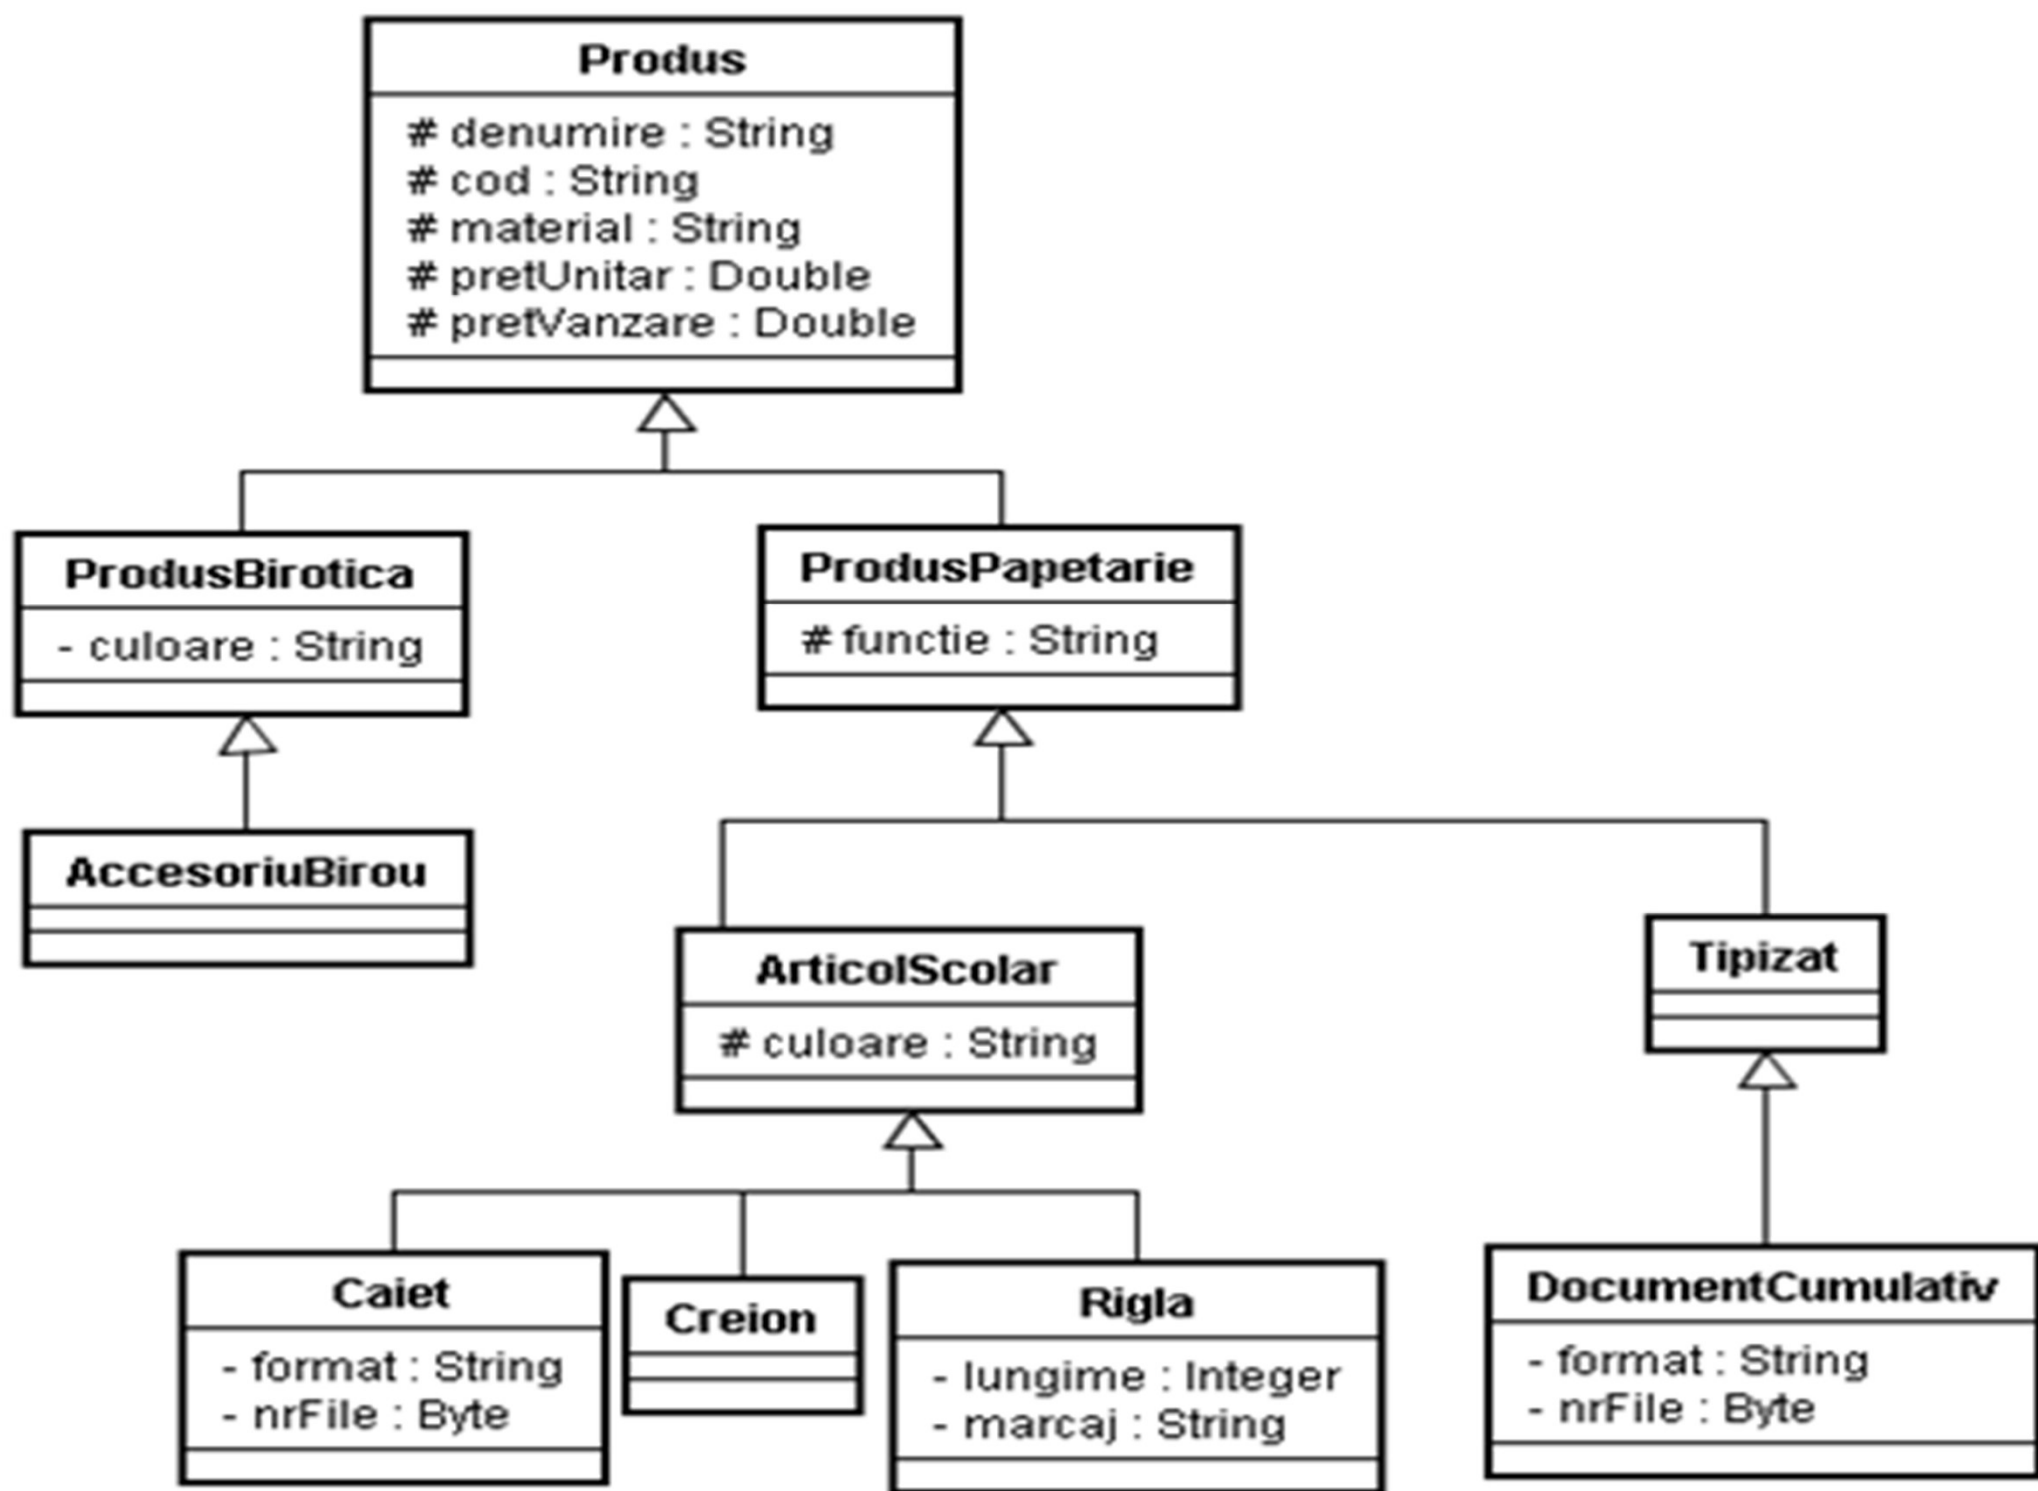 Produs
# denumire : String
# cod : String
# material : String
# pretUnitar : Double
# pretVanzare : Double
ProdusBirotica
- culoare : String
ProdusPapetarie
# functie : String
AccesoriuBirou
ArticolScolar
# culoare : String
Tipizat
Caiet
- format : String
- nrFile : Byte
Creion
Rigla
- lungime : Integer
- marcaj : String
DocumentCumulativ
- format : String
- nrFile : Byte